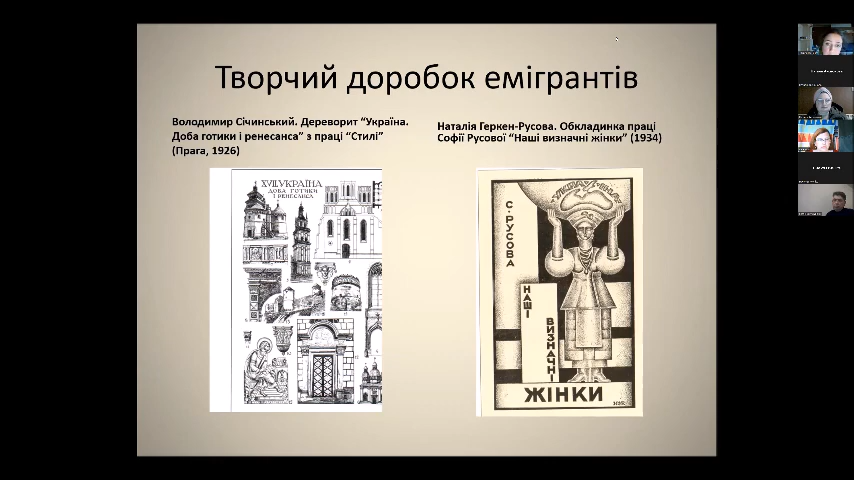 Творчий доробок емігрантів
Володимир Січинський. Дереворит “Україна.
Доба готики і ренесанса” з праці “Стилі”
(Прага, 1926)
Наталія Геркен-Русова. Обкладинка праці
Софії Русової “Наші визначні жінки” (1934)
XVII.УКРАЇНА
ДОБА ГОТИКИ
І РЕНЕСАНСА
С. РУСОВА
НАШІ
ВИЗНАЧНІ
ЖІНКИ